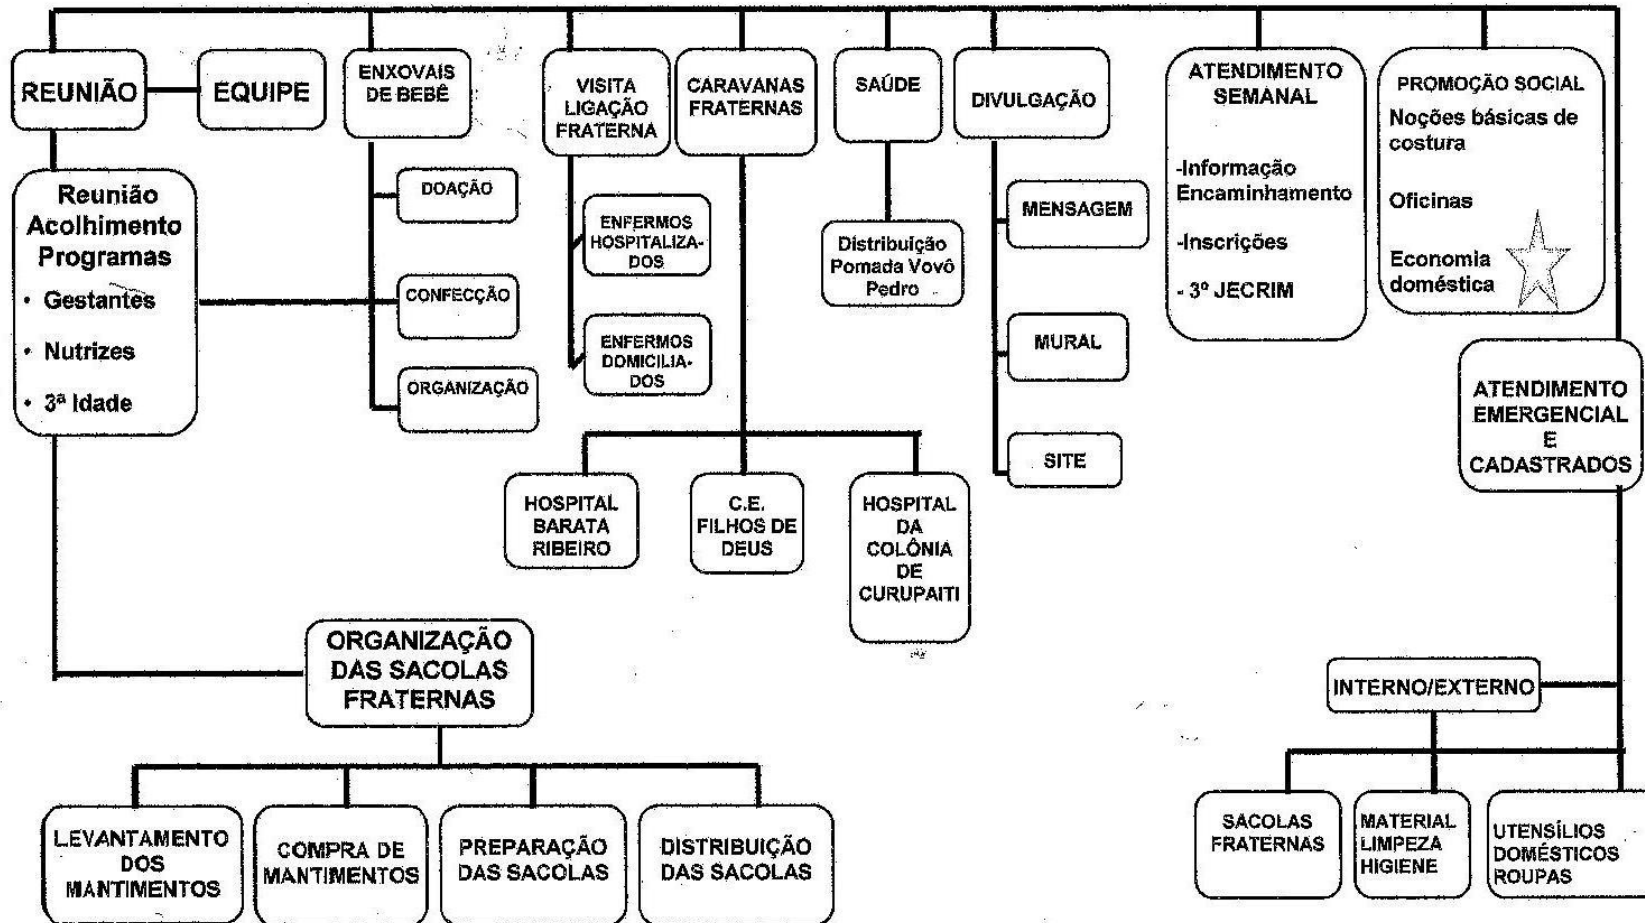 REUNIÃO
EQUIPE
ENXOVAIS
DE BEBÊ
VISITA
LIGAÇÃO
FRATERNA
CARAVANAS
FRATERNAS
SAÚDE
DIVULGAÇÃO
ATENDIMENTO
SEMANAL
-Informação
Encaminhamento
-Inscrições
- 3º JECRIM
PROMOÇÃO SOCIAL
Noções básicas de
costura
Oficinas
Economia
doméstica
Reunião
Acolhimento
Programas
• Gestantes
• Nutrizes
• 3ª Idade
DOAÇÃO
CONFECÇÃO
ORGANIZAÇÃO
ENFERMOS
HOSPITALIZA-
DOS
ENFERMOS
DOMICILIA-
DOS
Distribuição
Pomada Vovô
Pedro
MENSAGEM
MURAL
SITE
ATENDIMENTO
EMERGENCIAL
E
CADASTRADOS
HOSPITAL
BARATA
RIBEIRO
C.E.
FILHOS DE
DEUS
HOSPITAL
DA
COLÔNIA
DE
CURUPAITI
ORGANIZAÇÃO
DAS SACOLAS
FRATERNAS
INTERNO/EXTERNO
LEVANTAMENTO
DOS
MANTIMENTOS
COMPRA DE
MANTIMENTOS
PREPARAÇÃO
DAS SACOLAS
DISTRIBUIÇÃO
DAS SACOLAS
SACOLAS
FRATERNAS
MATERIAL
LIMPEZA
HIGIENE
UTENSÍLIOS
DOMÉSTICOS
ROUPAS